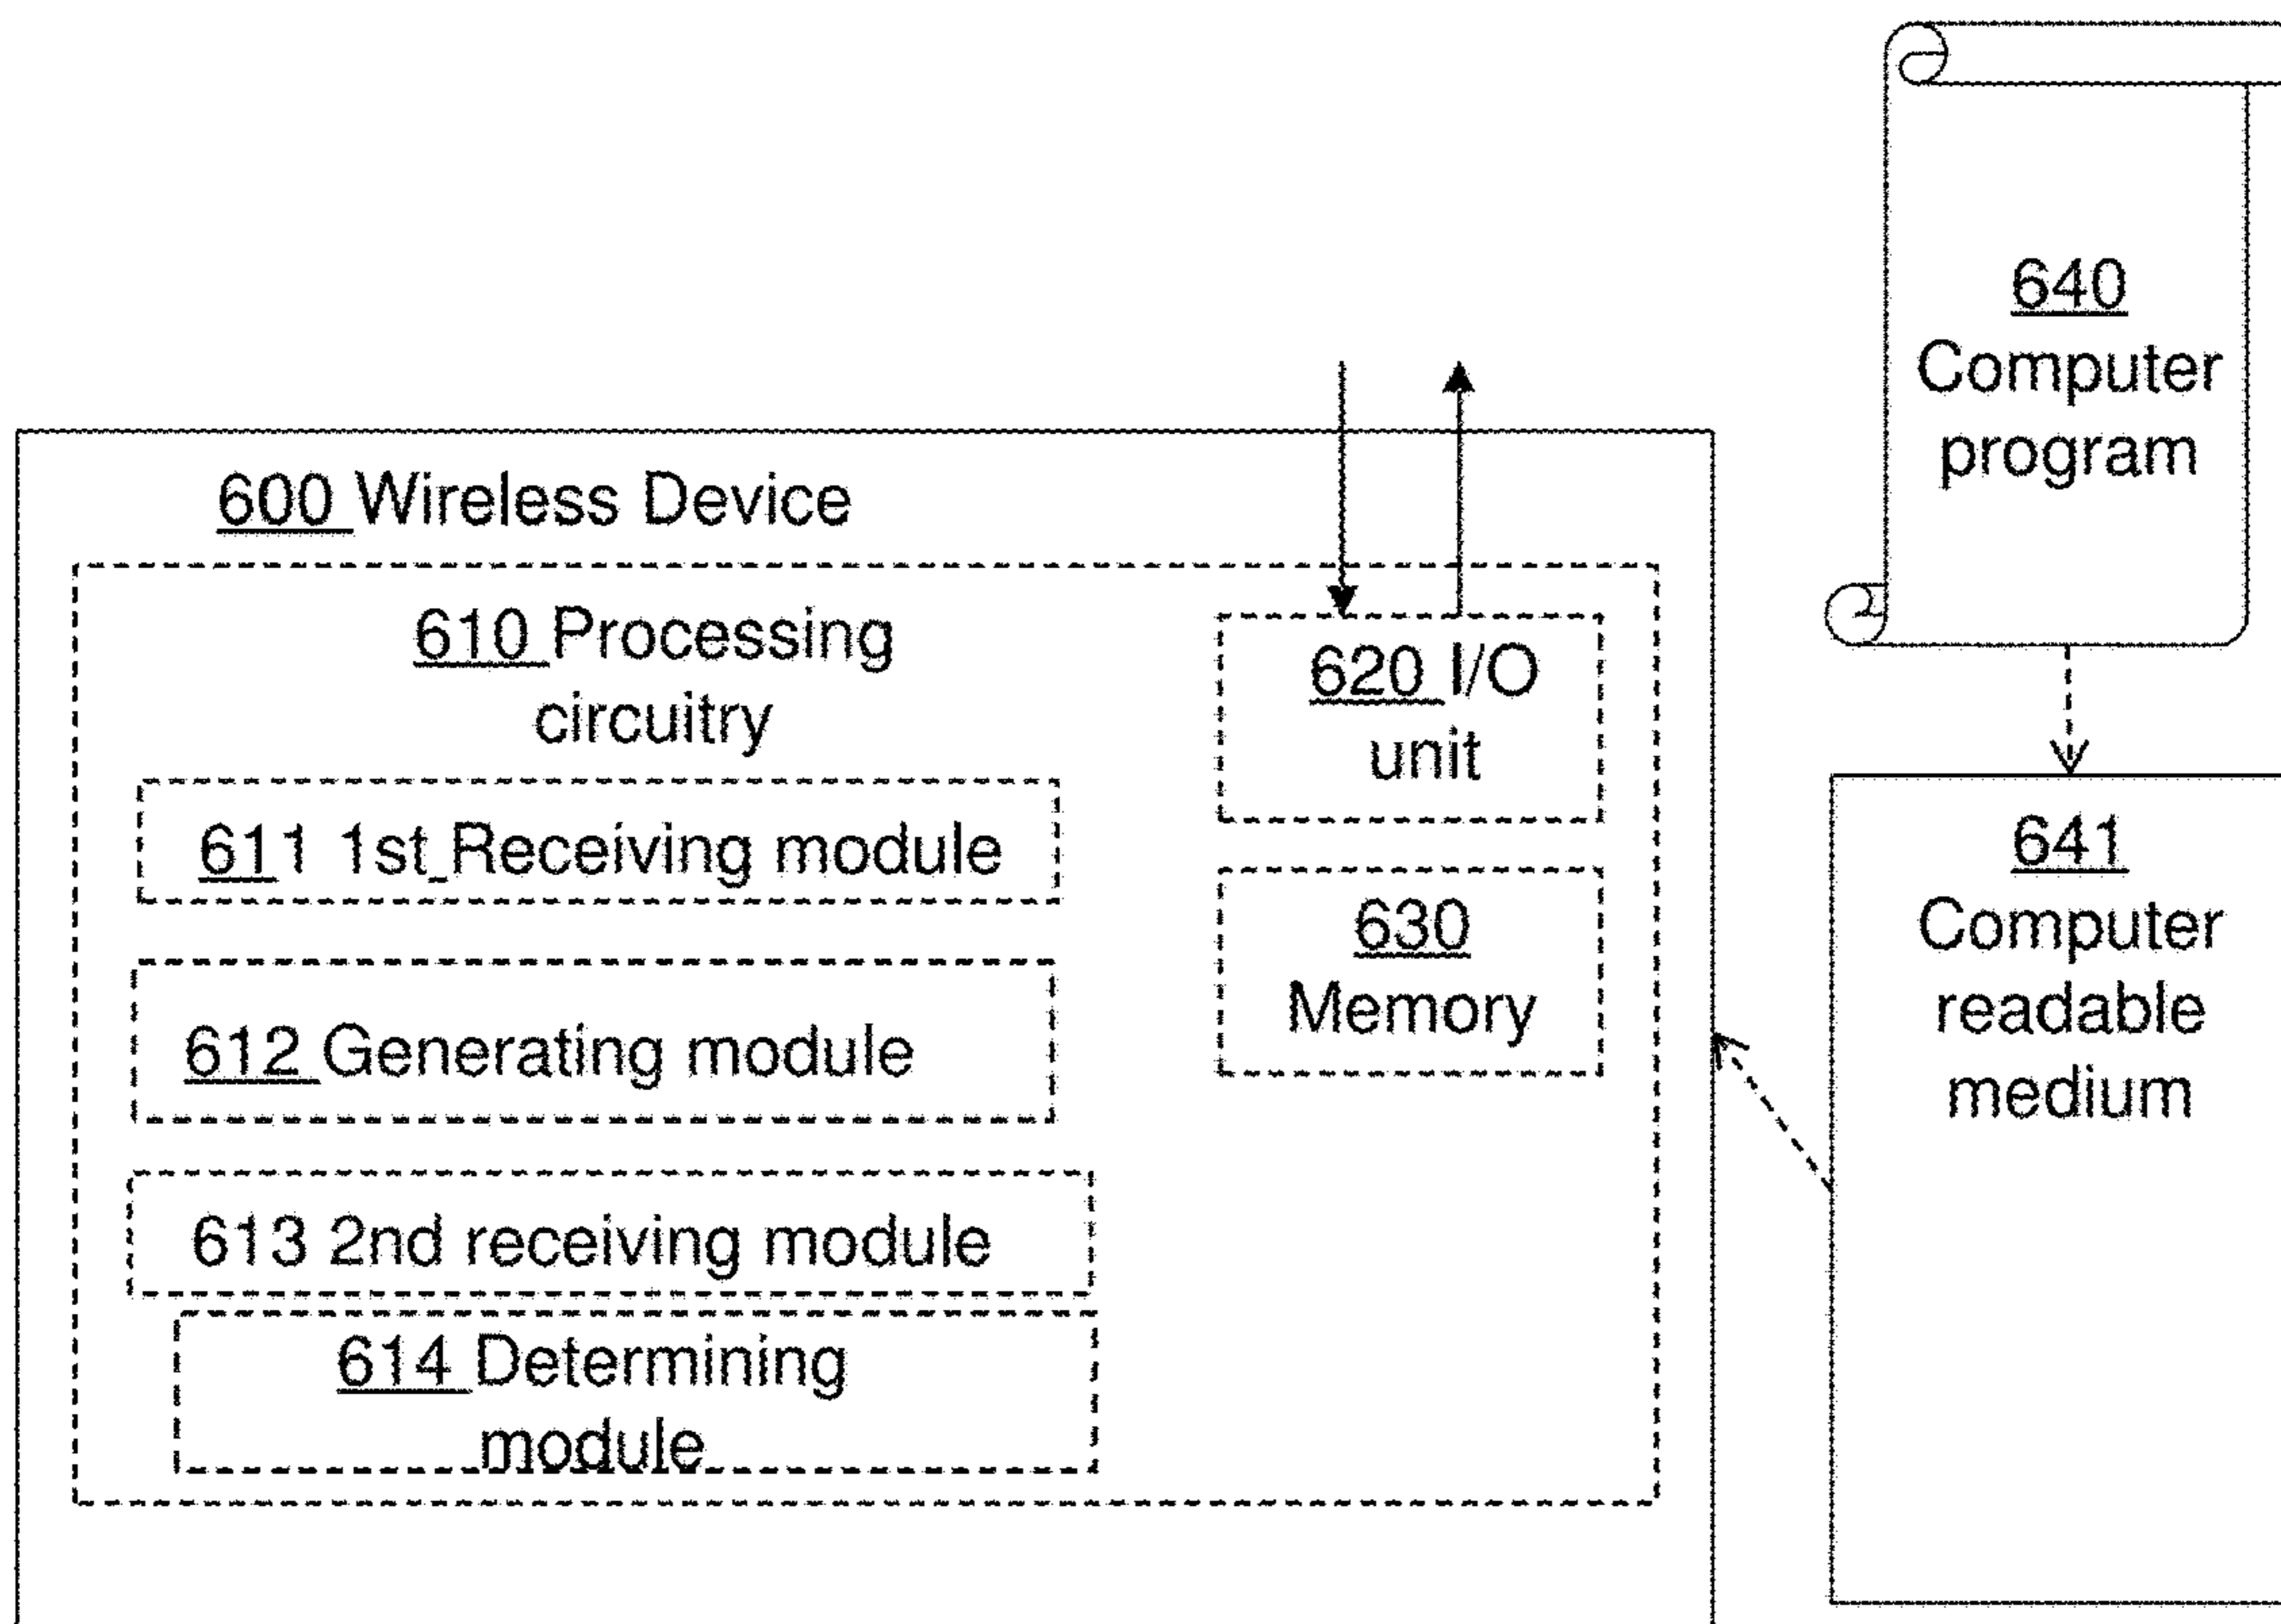 600 Wireless Device
610 Processing
circuitry
611 1st Receiving module
612 Generating module
613 2nd receiving module
614 Determining
module
620 I/O
unit
630
Memory
640
Computer
program
641
Computer
readable
medium